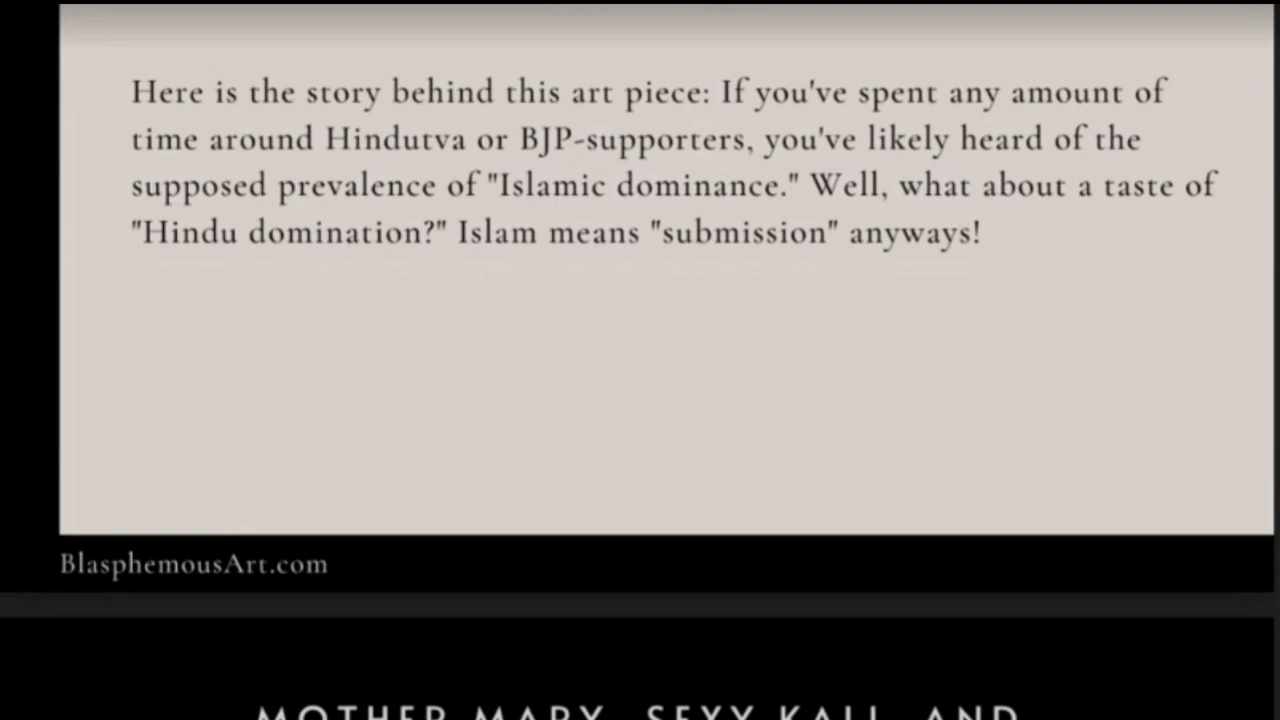 Here is the story behind this art piece: If you've spent any amount of
time around Hindutva or BJP-supporters, you've likely heard of the
supposed prevalence of "Islamic dominance." Well, what about a taste of
"Hindu domination?" Islam means "submission" anyways!
BlasphemousArt.com
MOTHER MARY, SEXY KALI, AND